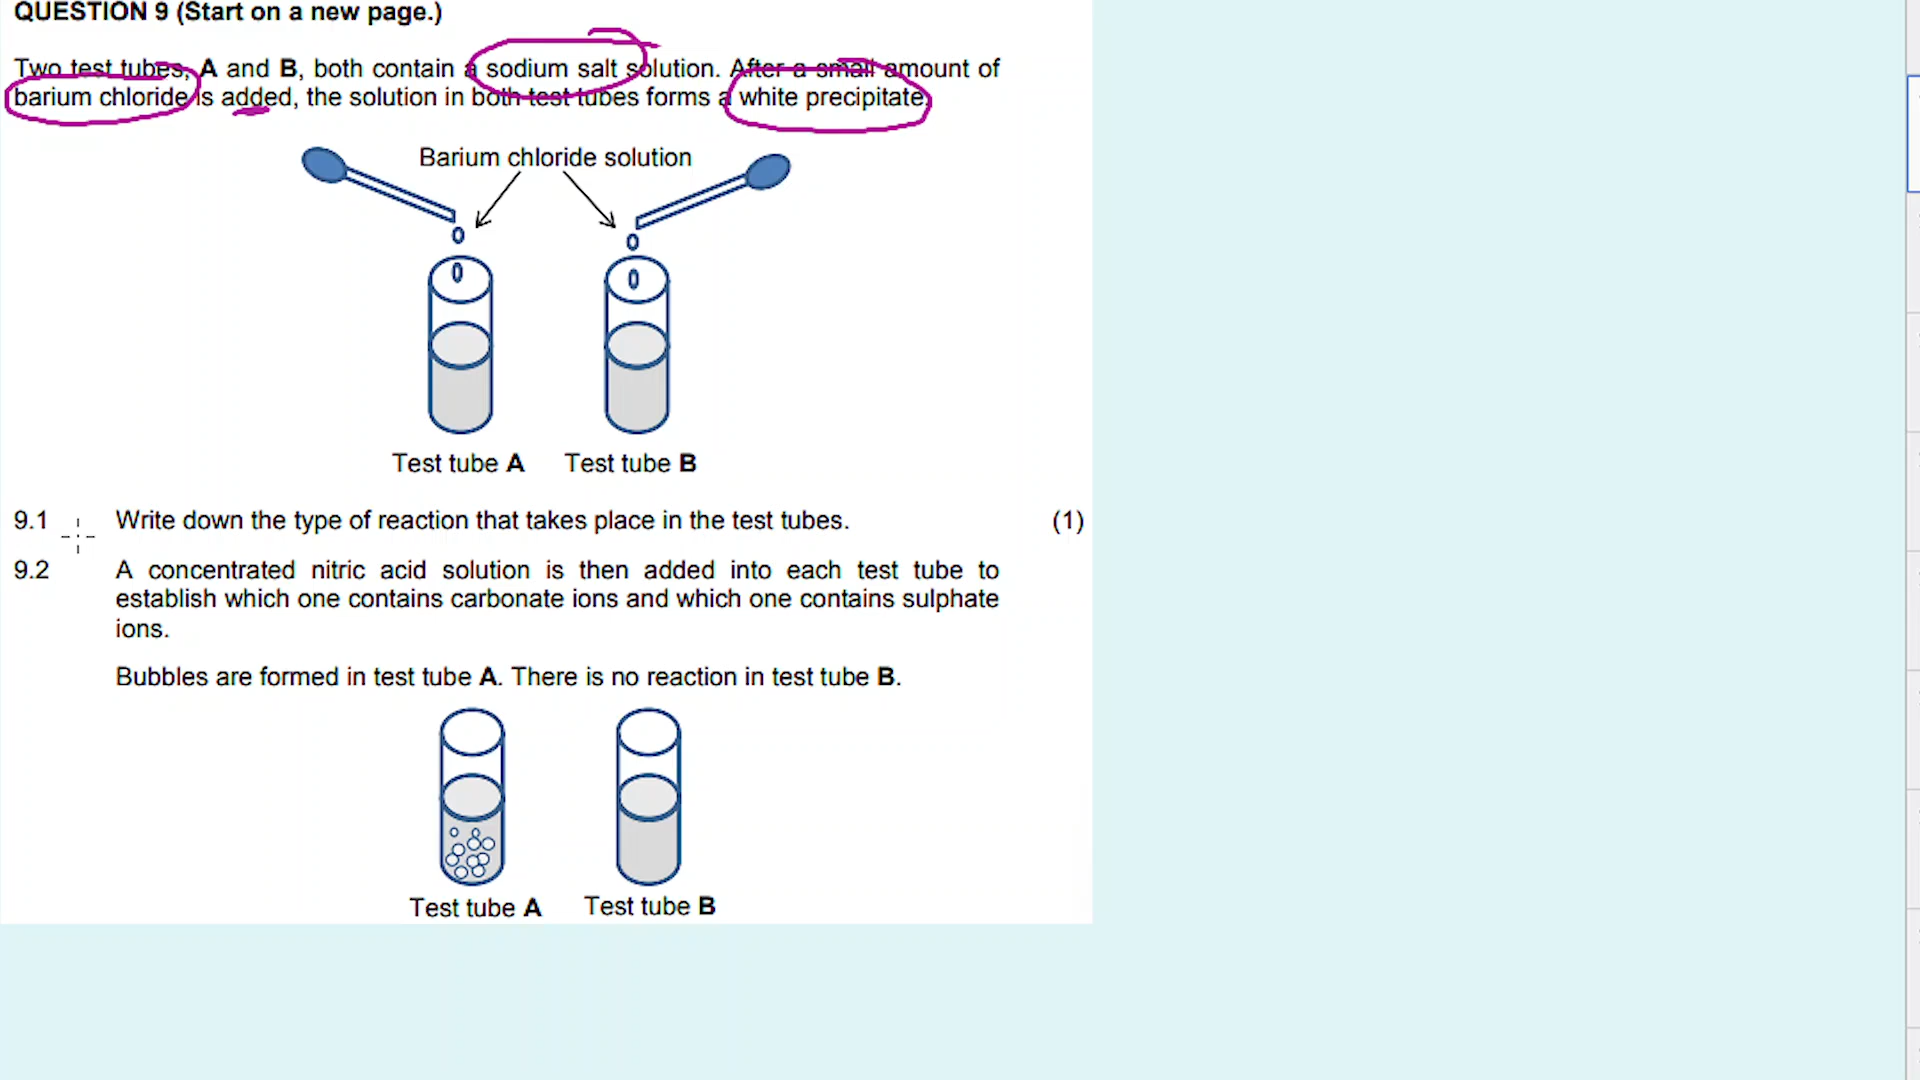 QUESTION 9 (Start on a new page.)
Two test tubes, A and B, both contain a sodium salt solution. After a small amount of
barium chloride is added, the solution in both test tubes forms a white precipitate.
Barium chloride solution
Test tube A Test tube B
9.1 Write down the type of reaction that takes place in the test tubes. (1)
9.2 A concentrated nitric acid solution is then added into each test tube to
establish which one contains carbonate ions and which one contains sulphate
ions.
Bubbles are formed in test tube A. There is no reaction in test tube B.
Test tube A Test tube B